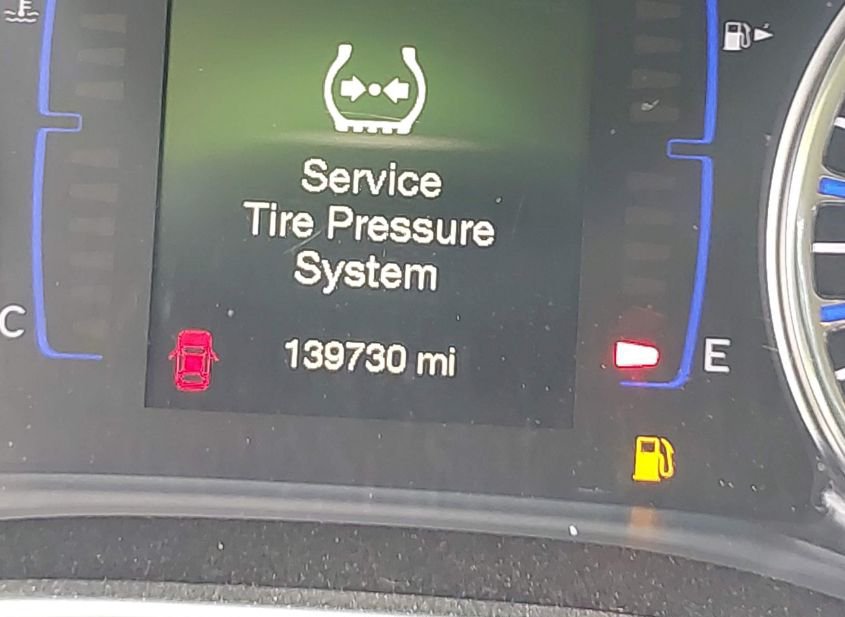 Service
Tire Pressure
System
C
139730 mi
E